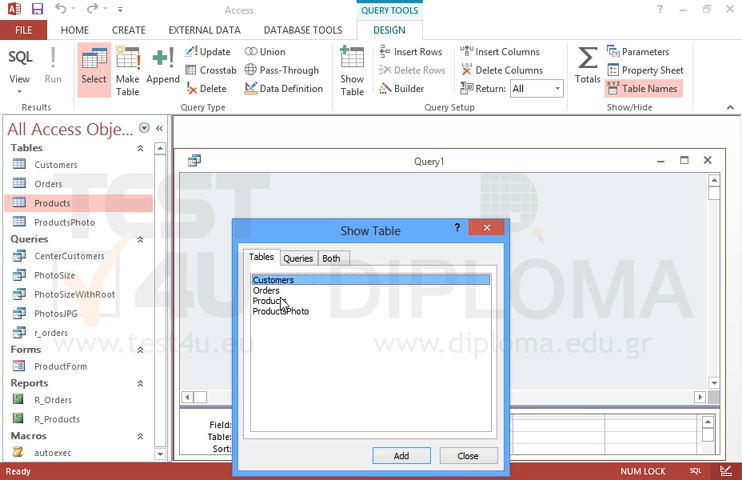 Access
QUERY TOOLS
FILE HOME CREATE EXTERNAL DATA DATABASE TOOLS DESIGN
SQL View
Run
Results
Select
Make Table
Append
Update
Crosstab
Delete
Union
Pass-Through
Data Definition
Query Type
Show Table
Insert Rows
Delete Rows
Builder
Insert Columns
Delete Columns
Return: All
Query Setup
Totals
Parameters
Property Sheet
XYZ Table Names
Show/Hide
All Access Obje...
Tables
Customers
Orders
Products
ProductsPhoto
Queries
CenterCustomers
PhotoSize
PhotoSizeWithRoot
PhotosJPG
r_orders
Forms
ProductForm
Reports
R_Orders
R_Products
Macros
autoexec
Query1
Show Table
?
Tables Queries Both
Customers
Orders
Products
ProductsPhoto
Add Close
Field:
Table:
Sort:
TEST
4U DIPLOMA
www.test4u.eu www.diploma.edu.gr
Ready NUM LOCK SQL